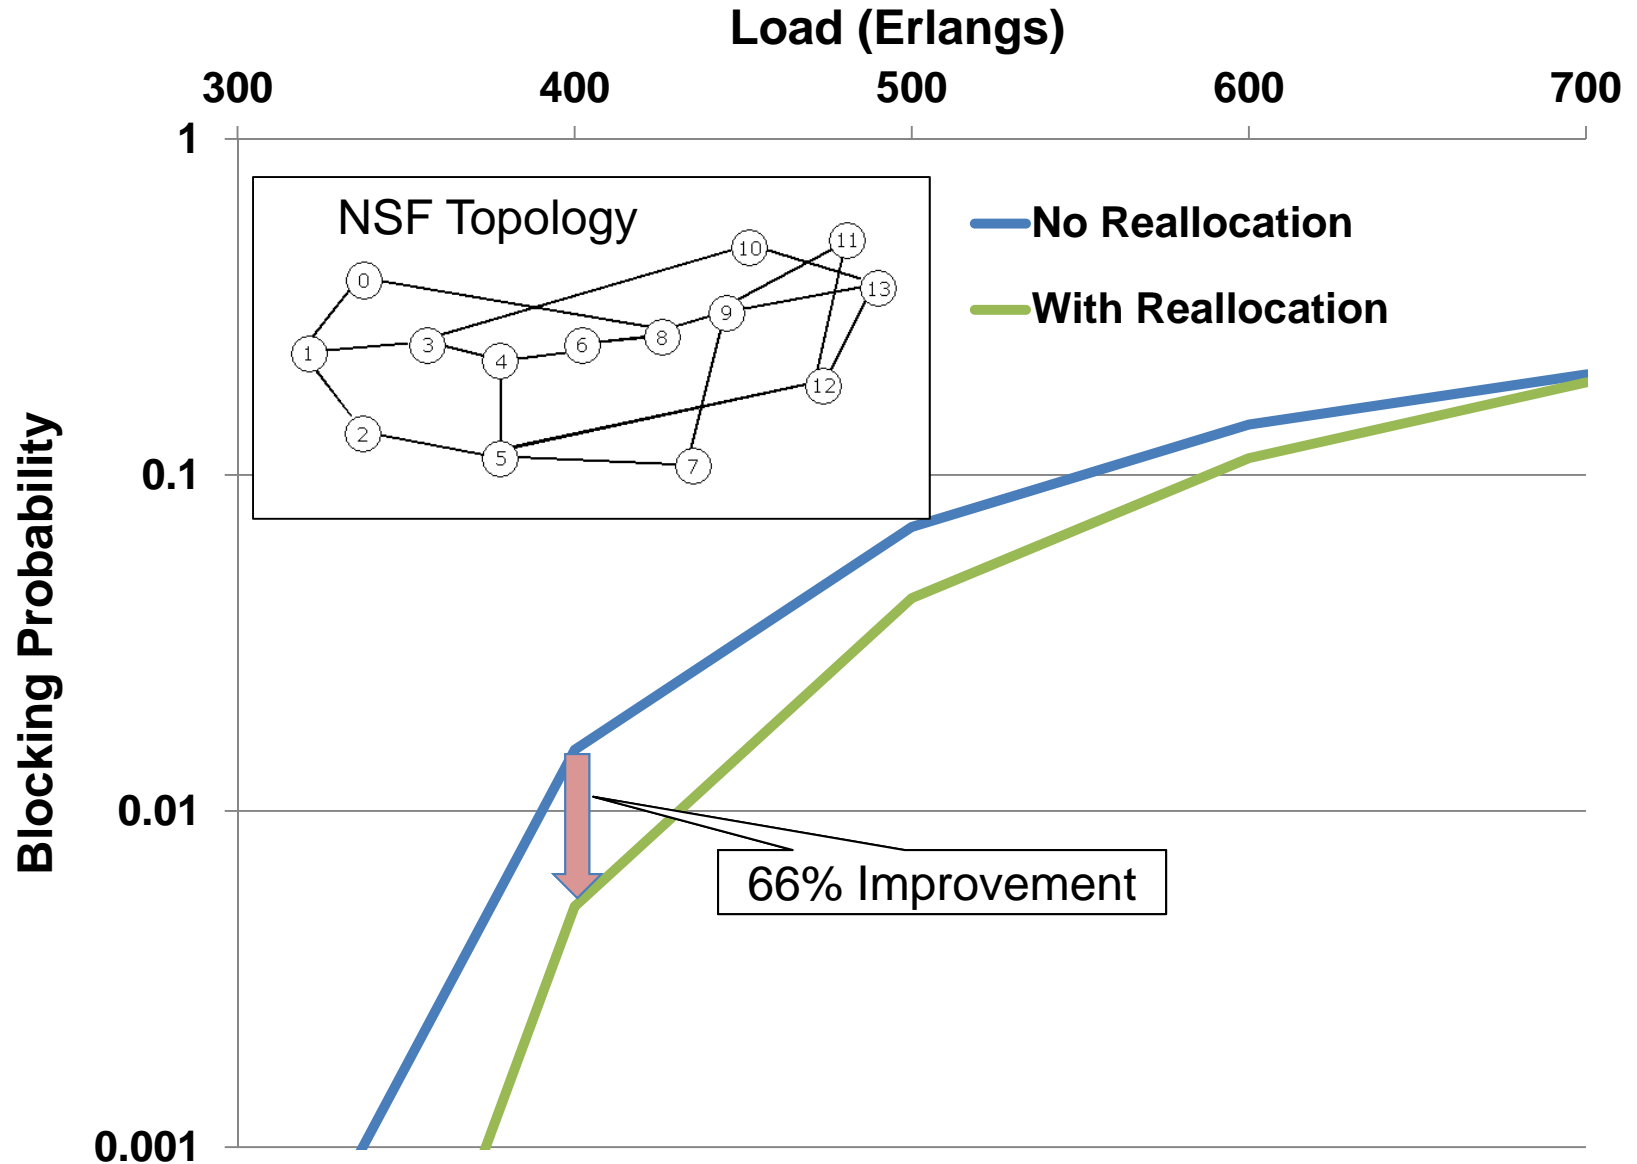 Load (Erlangs)
300 400 500 600 700
1
NSF Topology
No Reallocation
With Reallocation
10
11
0
13
9
8
6
3
1
4
12
2
5
7
0.1
Blocking Probability
0.01
66% Improvement
0.001